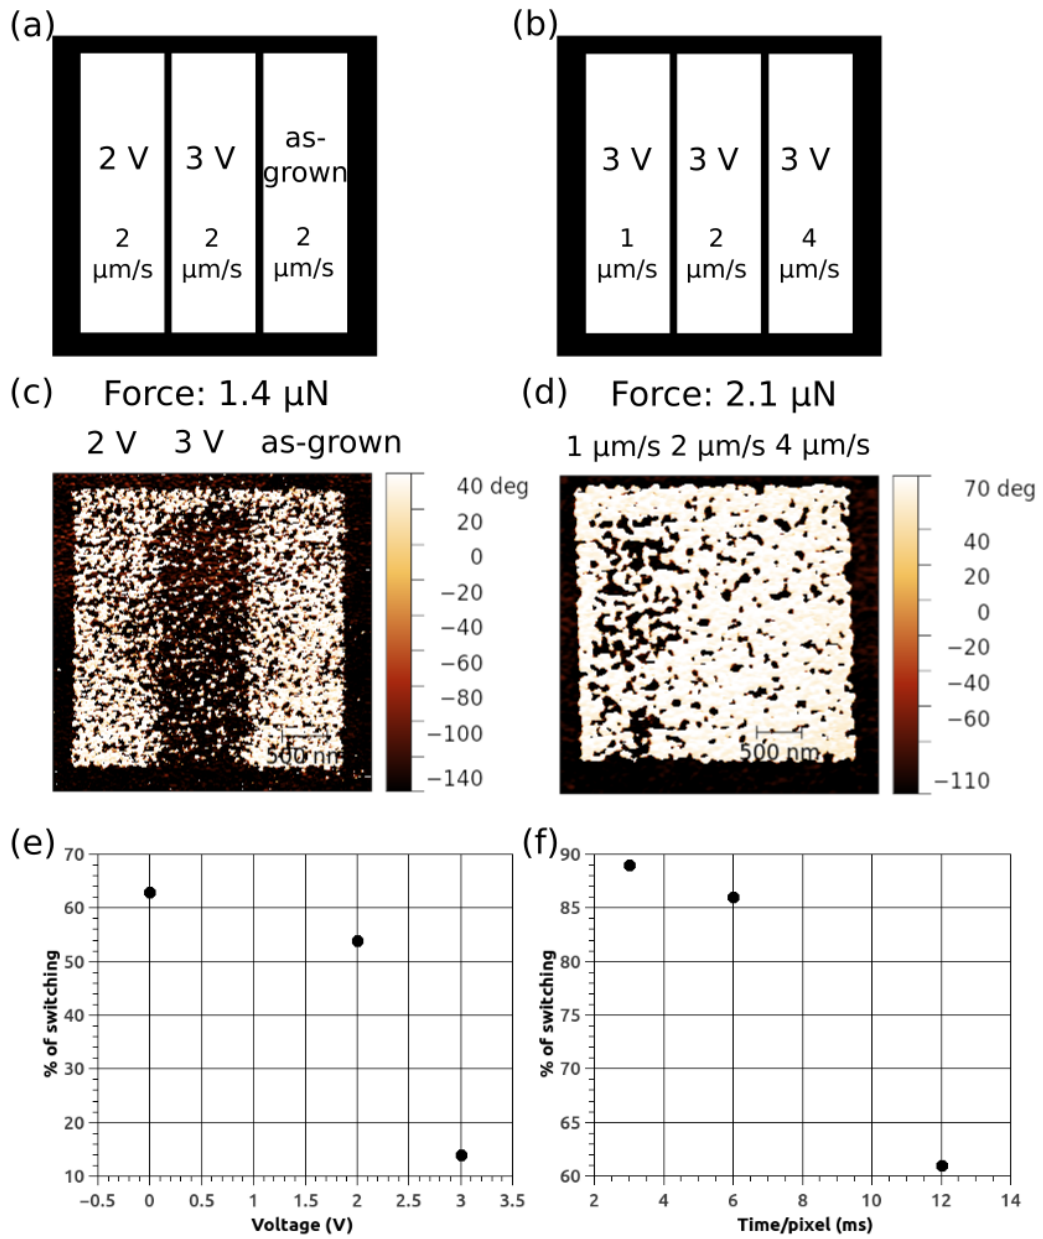 (a)
(b)
2 V
3 V
as-
grown
2
µm/s
2
µm/s
2
µm/s
3 V
3 V
3 V
1
µm/s
2
µm/s
4
µm/s
(c)
Force: 1.4 µN
2 V 3 V as-grown
40 deg
20
0
−20
−40
−60
−80
−100
−140
500 nm
(d)
Force: 2.1 µN
1 µm/s 2 µm/s 4 µm/s
70 deg
40
20
0
−20
−40
−60
−110
500 nm
(e)
70
60
50
40
30
20
10
% of switching
−0.5 0 0.5 1 1.5 2 2.5 3 3.5
Voltage (V)
(f)
90
85
80
75
70
65
60
% of switching
2 4 6 8 10 12 14
Time/pixel (ms)